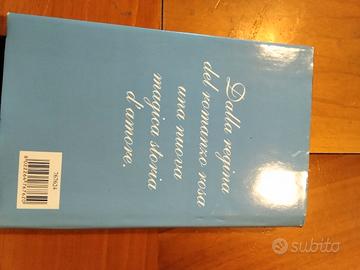 Dalla regina
del romanzo rosa
una nuova
magica storia
d'amore.
subito